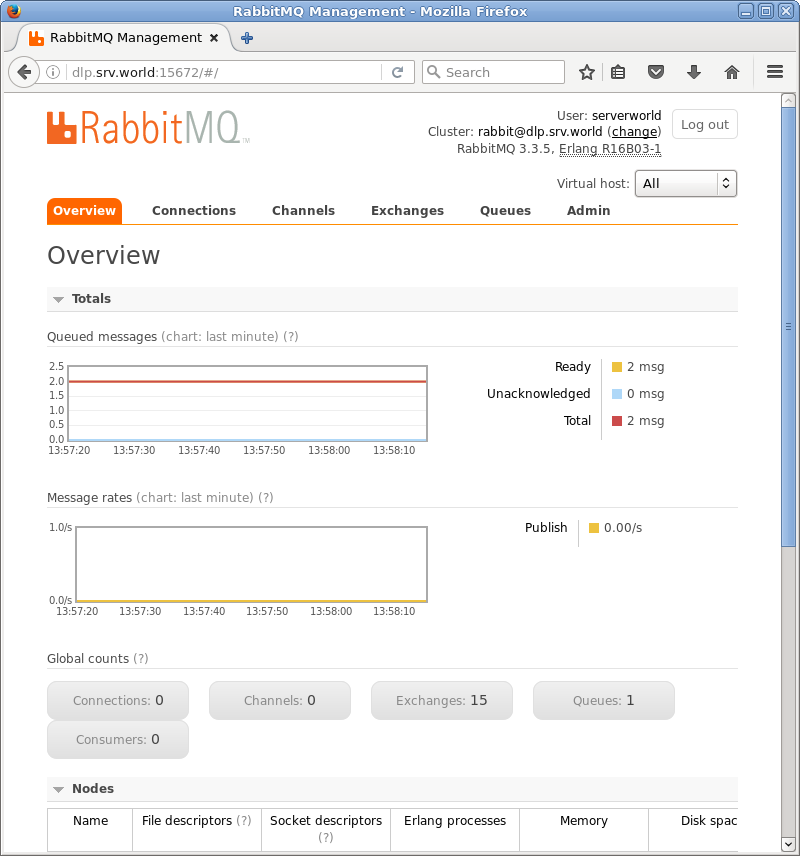 RabbitMQ Management - Mozilla Firefox
RabbitMQ Management
dlp.srv.world:15672/#/
Search
RabbitMQ™
User: serverworld
Cluster: rabbit@dlp.srv.world (change)
RabbitMQ 3.3.5, Erlang R16B03-1
Log out
Virtual host: All
Overview Connections Channels Exchanges Queues Admin
Overview
Totals
Queued messages (chart: last minute) (?)
2.5
2.0
1.5
1.0
0.5
0.0
13:57:20 13:57:30 13:57:40 13:57:50 13:58:00 13:58:10
Ready 2 msg
Unacknowledged 0 msg
Total 2 msg
Message rates (chart: last minute) (?)
1.0/s
0.0/s
13:57:20 13:57:30 13:57:40 13:57:50 13:58:00 13:58:10
Publish 0.00/s
Global counts (?)
Connections: 0 Channels: 0 Exchanges: 15 Queues: 1
Consumers: 0
Nodes
Name File descriptors (?) Socket descriptors (?) Erlang processes Memory Disk spac